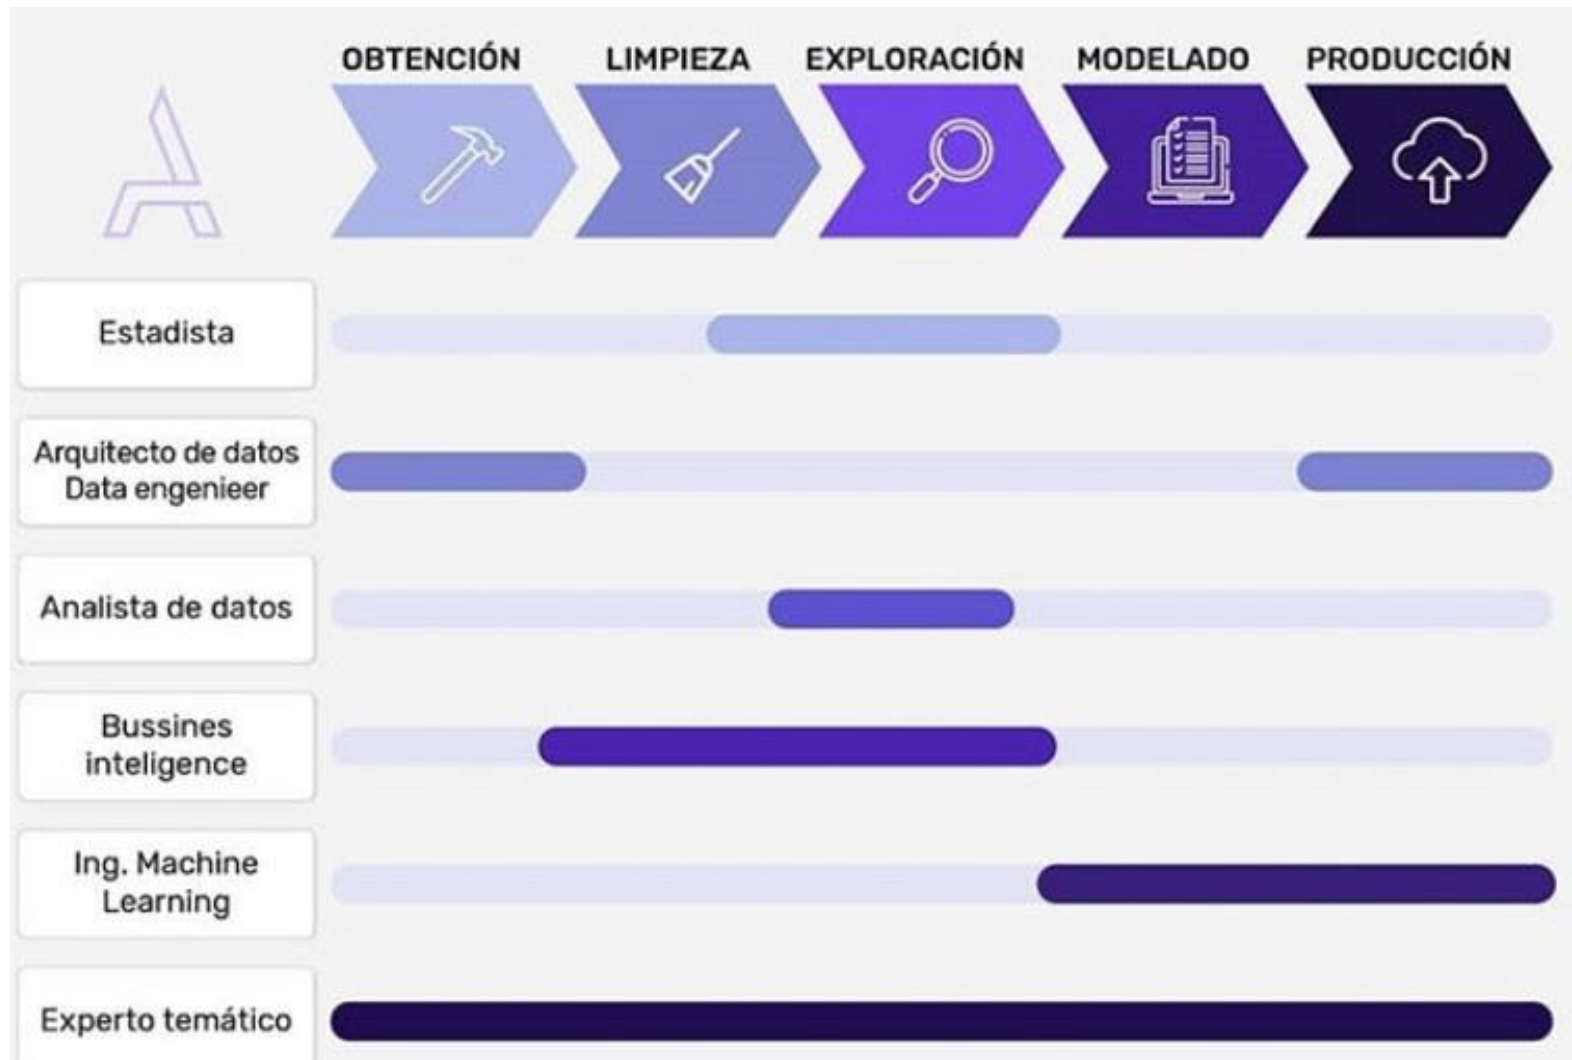 OBTENCIÓN LIMPIEZA EXPLORACIÓN MODELADO PRODUCCIÓN
Estadista
Arquitecto de datos
Data engenieer
Analista de datos
Bussines
inteligence
Ing. Machine
Learning
Experto temático